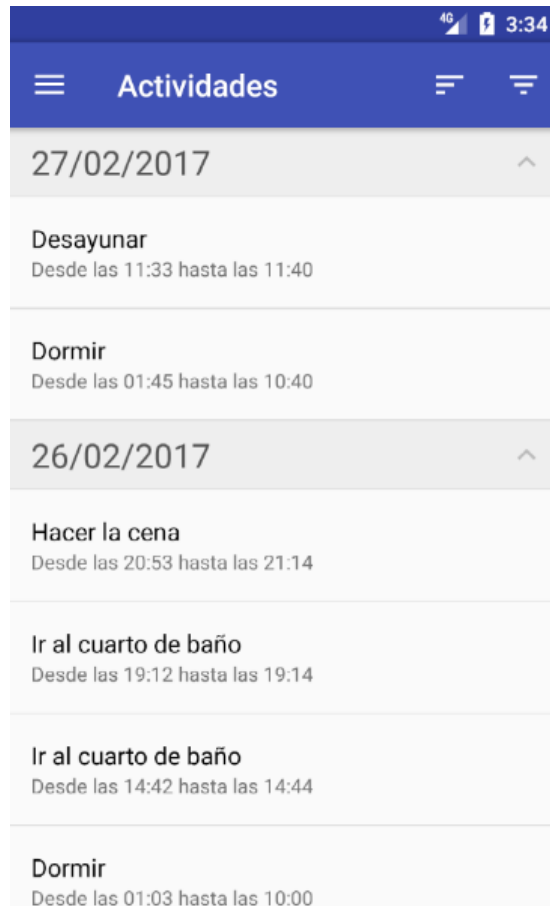 4G 3:34
Actividades
27/02/2017
Desayunar
Desde las 11:33 hasta las 11:40
Dormir
Desde las 01:45 hasta las 10:40
26/02/2017
Hacer la cena
Desde las 20:53 hasta las 21:14
Ir al cuarto de baño
Desde las 19:12 hasta las 19:14
Ir al cuarto de baño
Desde las 14:42 hasta las 14:44
Dormir
Desde las 01:03 hasta las 10:00